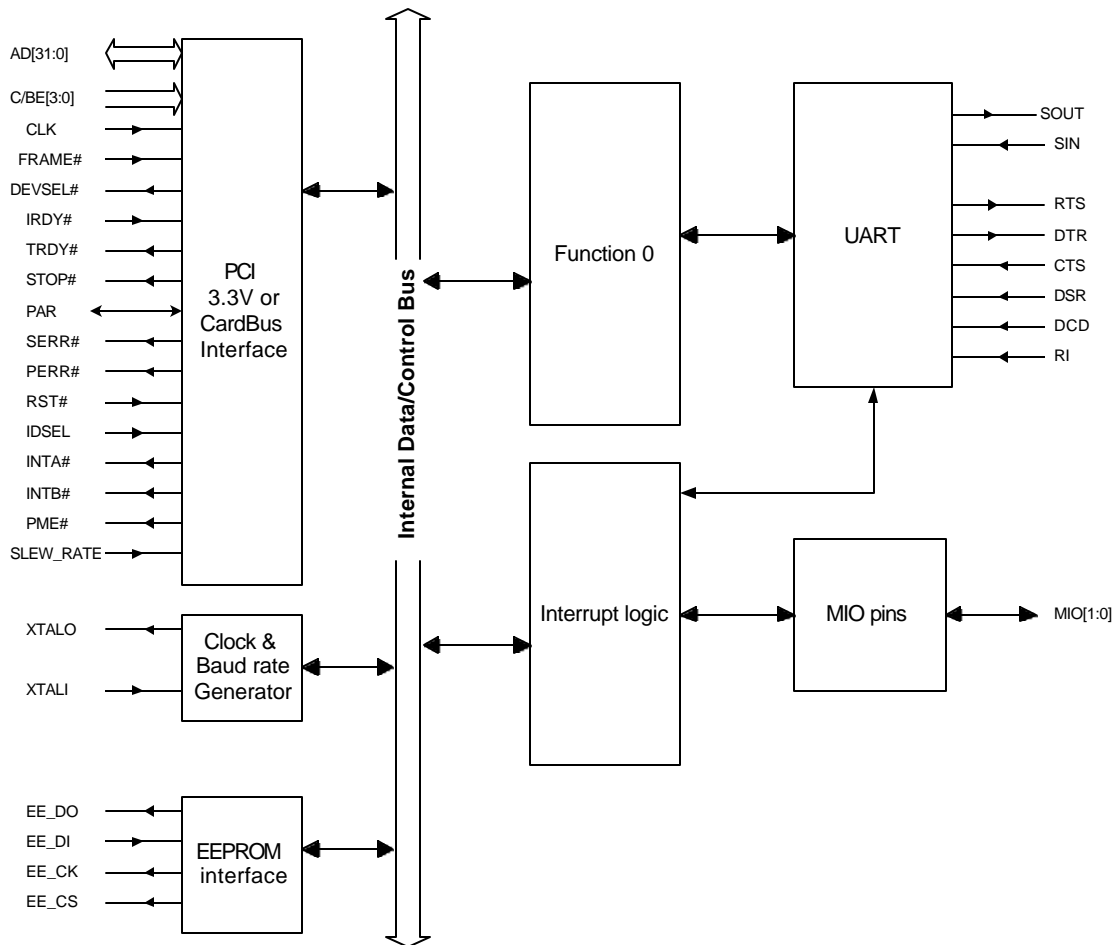 AD[31:0]
C/BE[3:0]
CLK
FRAME#
DEVSEL#
IRDY#
TRDY#
STOP#
PAR
SERR#
PERR#
RST#
IDSEL
INTA#
INTB#
PME#
SLEW_RATE
PCI
3.3V or
CardBus
Interface
XTALO
XTALI
Clock &
Baud rate
Generator
EE_DO
EE_DI
EE_CK
EE_CS
EEPROM
interface
Internal Data/Control Bus
Function 0
UART
SOUT
SIN
RTS
DTR
CTS
DSR
DCD
RI
Interrupt logic
MIO pins
MIO[1:0]